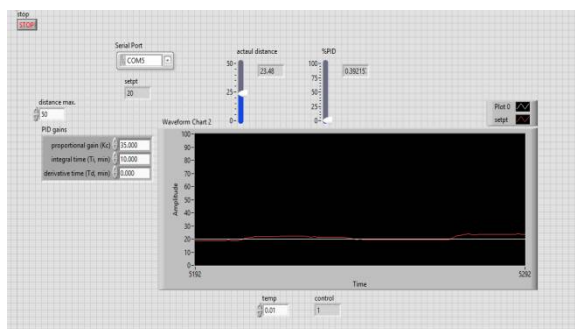 stop
STOP
Serial Port
COM5
setpt
20
actaul distance
50-
25-
0-
23.48
%PID
100-
75-
50-
25-
0-
0.39215
distance max.
50
PID gains
proportional gain (Kc) 35.000
integral time (Ti, min) 10.000
derivative time (Td, min) 0.000
Waveform Chart 2
Plot 0
setpt
Amplitude
100-
90-
80-
70-
60-
50-
40-
30-
20-
10-
0-
5192
5292
Time
temp
0.01
control
1